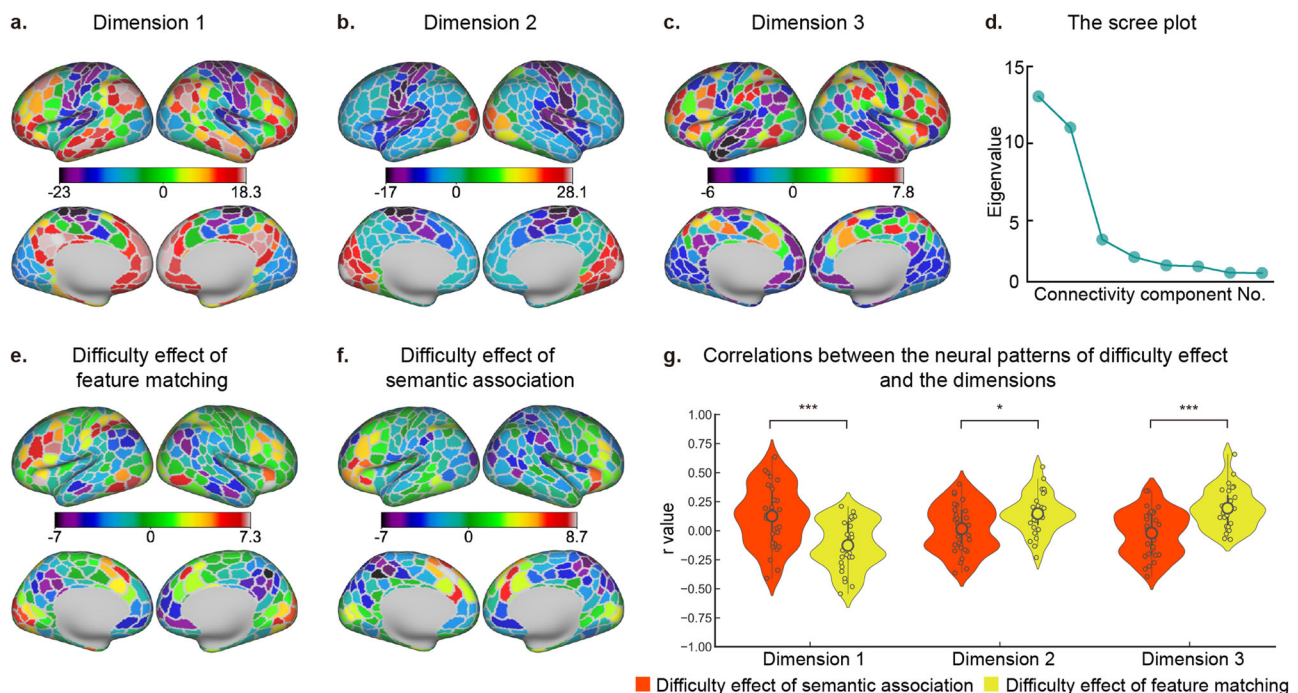 a. Dimension 1
b. Dimension 2
c. Dimension 3
d. The scree plot
-23 0 18.3
-17 0 28.1
-6 0 7.8
15
10
5
0
Eigenvalue
Connectivity component No.
e. Difficulty effect of
feature matching
-7 0 7.3
f. Difficulty effect of
semantic association
-7 0 8.7
g. Correlations between the neural patterns of difficulty effect
and the dimensions
*** * ***
1.00
0.75
0.50
0.25
0.00
−0.25
−0.50
−0.75
−1.00
r value
Dimension 1 Dimension 2 Dimension 3
Difficulty effect of semantic association Difficulty effect of feature matching